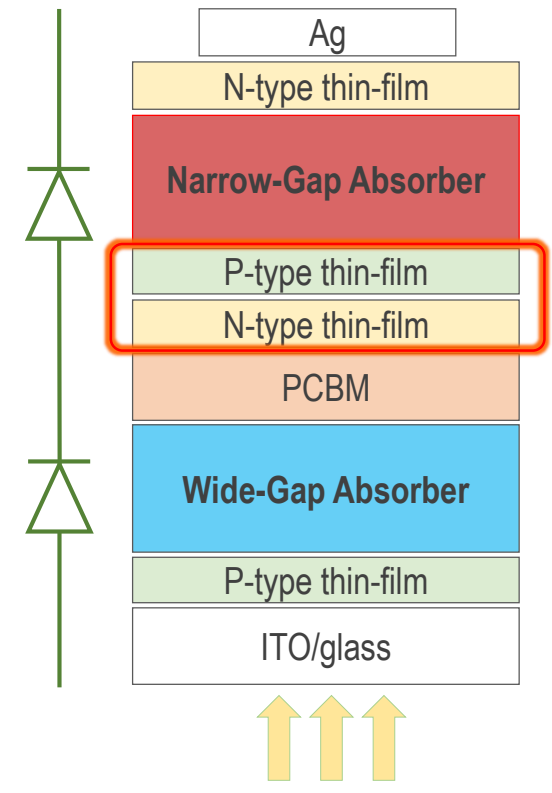 Ag
N-type thin-film
Narrow-Gap Absorber
P-type thin-film
N-type thin-film
PCBM
Wide-Gap Absorber
P-type thin-film
ITO/glass